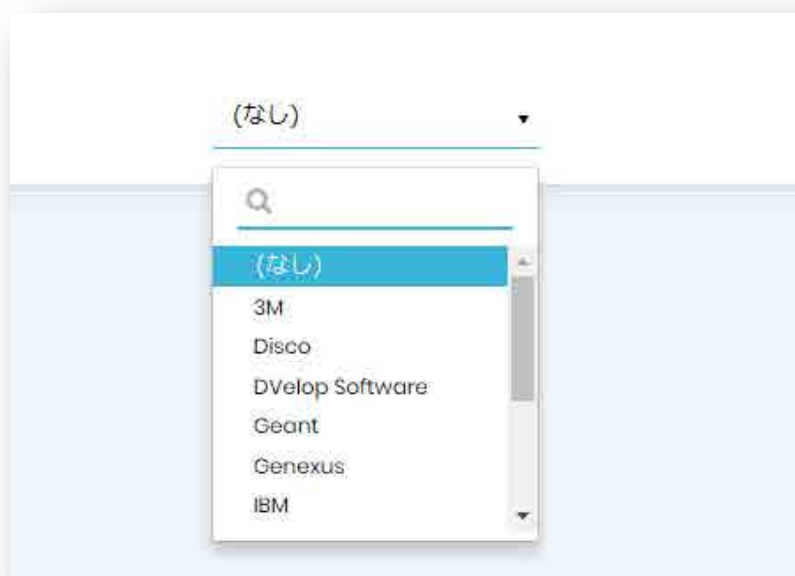 (なし)
(なし)
3M
Disco
DVelop Software
Geant
Genexus
IBM